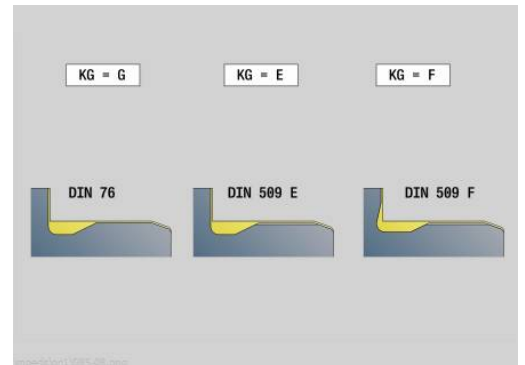 KG = G
KG = E
KG = F
DIN 76
DIN 509 E
DIN 509 F